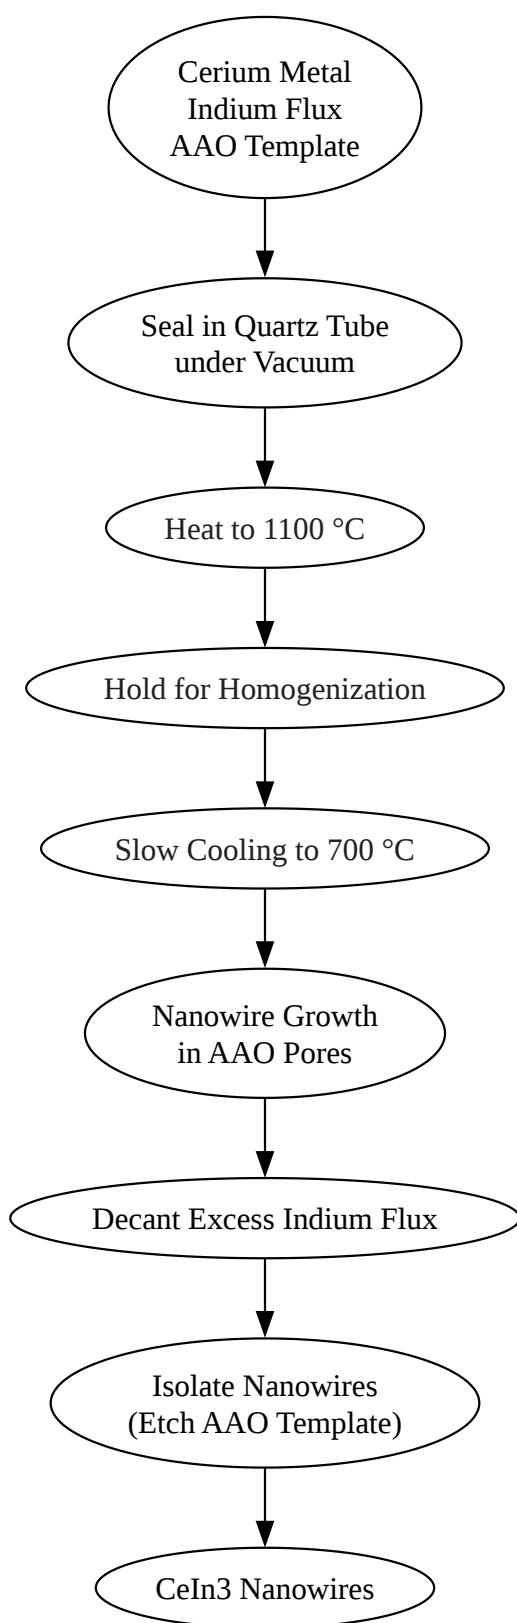 Cerium Metal
Indium Flux
AAO Template
Seal in Quartz Tube
under Vacuum
Heat to 1100 °C
Hold for Homogenization
Slow Cooling to 700 °C
Nanowire Growth
in AAO Pores
Decant Excess Indium Flux
Isolate Nanowires
(Etch AAO Template)
CeIn3 Nanowires